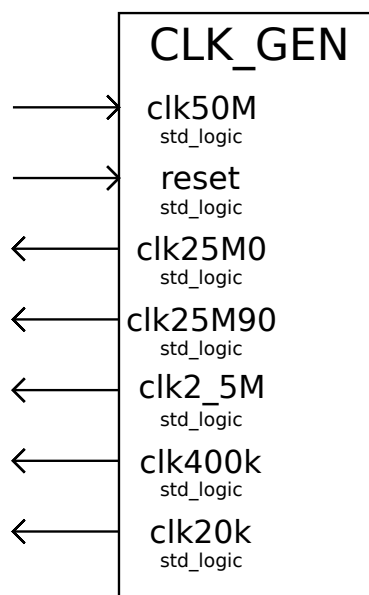 CLK_GEN
clk50M
std_logic
reset
std_logic
clk25M0
std_logic
clk25M90
std_logic
clk2_5M
std_logic
clk400k
std_logic
clk20k
std_logic